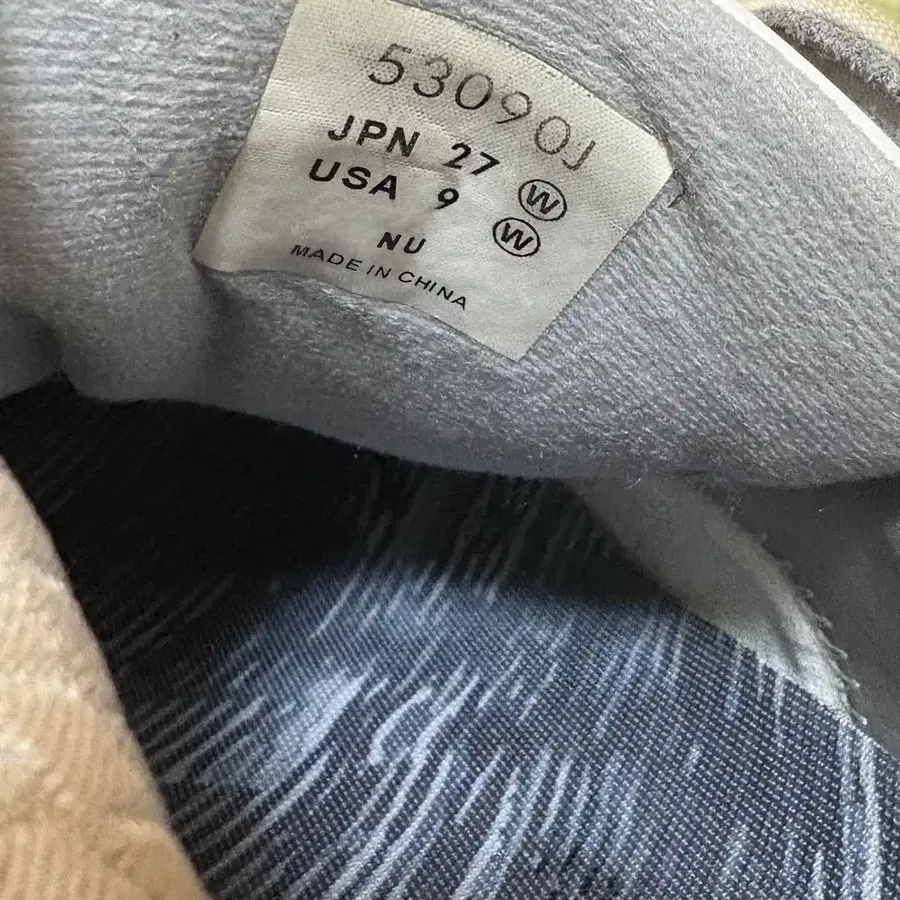 53090J
JPN 27 W
USA 9 W
NU
MADE IN CHINA